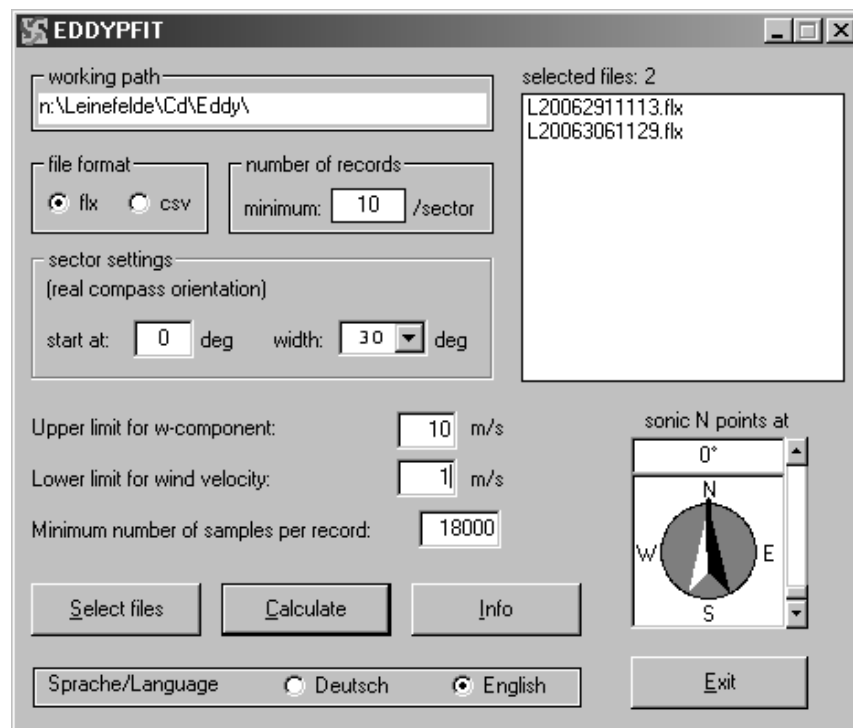 EDDYPFIT
working path
n:\Leinefelde\Cd\Eddy\
selected files: 2
L20062911113.flx
L20063061129.flx
file format
flx csv
number of records
minimum: 10 /sector
sector settings
(real compass orientation)
start at: 0 deg width: 30 deg
Upper limit for w-component: 10 m/s
Lower limit for wind velocity: 1 m/s
Minimum number of samples per record: 18000
sonic N points at
0°
N
W E
S
Select files Calculate Info
Sprache/Language Deutsch English
Exit